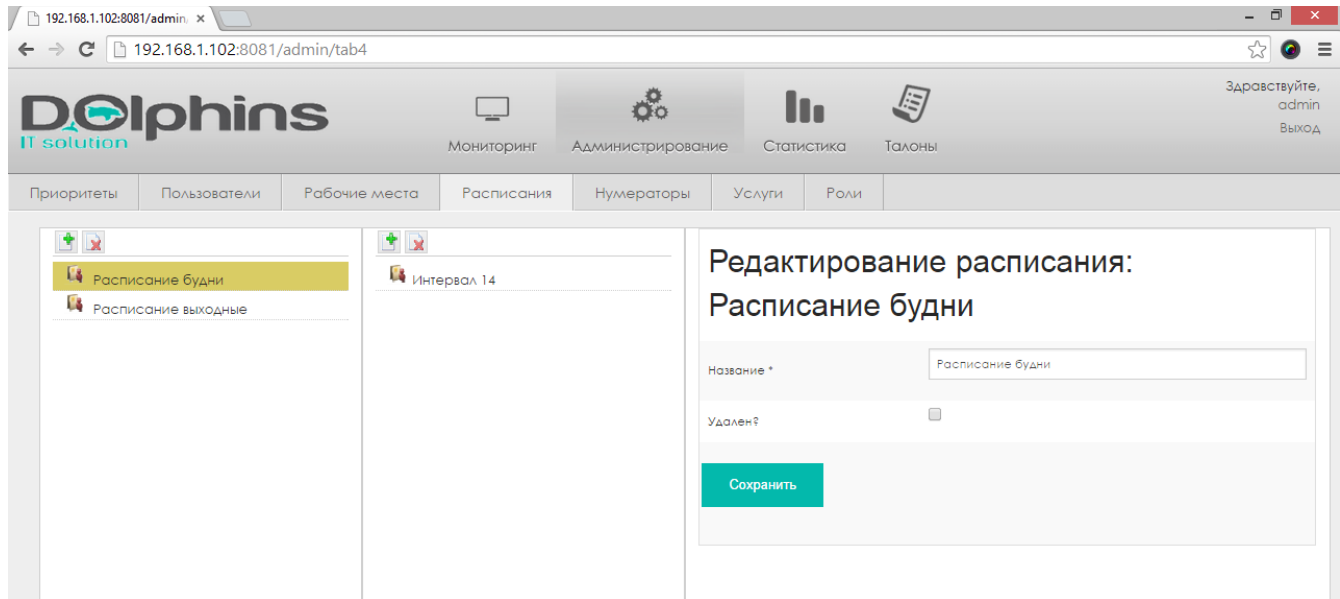 192.168.1.102:8081/admin/
192.168.1.102:8081/admin/tab4
DOlphins
IT solution
Мониторинг
Администрирование
Статистика
Талоны
Здравствуйте,
admin
Выход
Приоритеты
Пользователи
Рабочие места
Расписания
Нумераторы
Услуги
Роли
Расписание будни
Расписание выходные
Интервал 14
Редактирование расписания:
Расписание будни
Название *
Расписание будни
Удален?
Сохранить